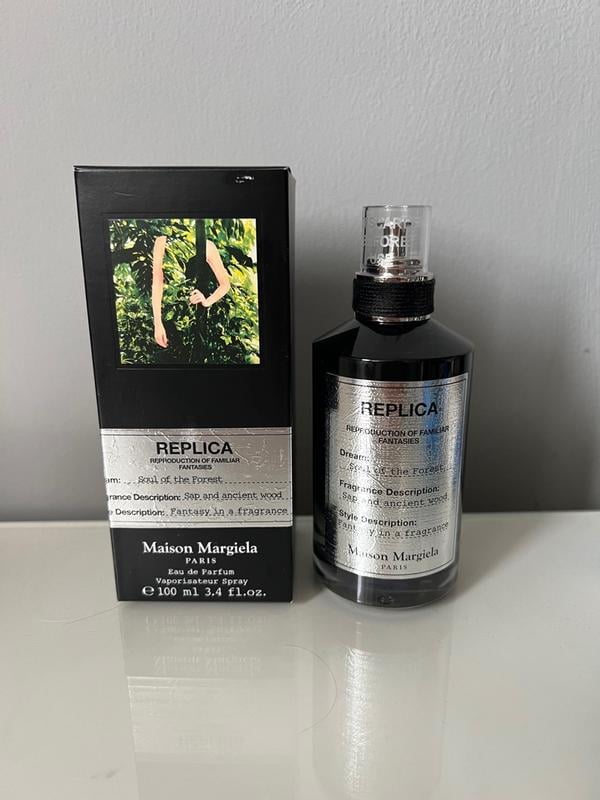 REPLICA
REPRODUCTION OF FAMILIAR
FANTASIES
Soul of the Forest
Fragrance Description: Sap and ancient wood
Description: Fantasy in a fragrance
Maison Margiela
PARIS
Eau de Parfum
Vaporisateur Spray
℮ 100 ml 3.4 fl.oz.
REPLICA
REPRODUCTION OF FAMILIAR
FANTASIES
Dream:
Soul of the Forest
Fragrance Description:
Sap and ancient wood
Style Description:
Fantasy in a fragrance
Maison Margiela
PARIS